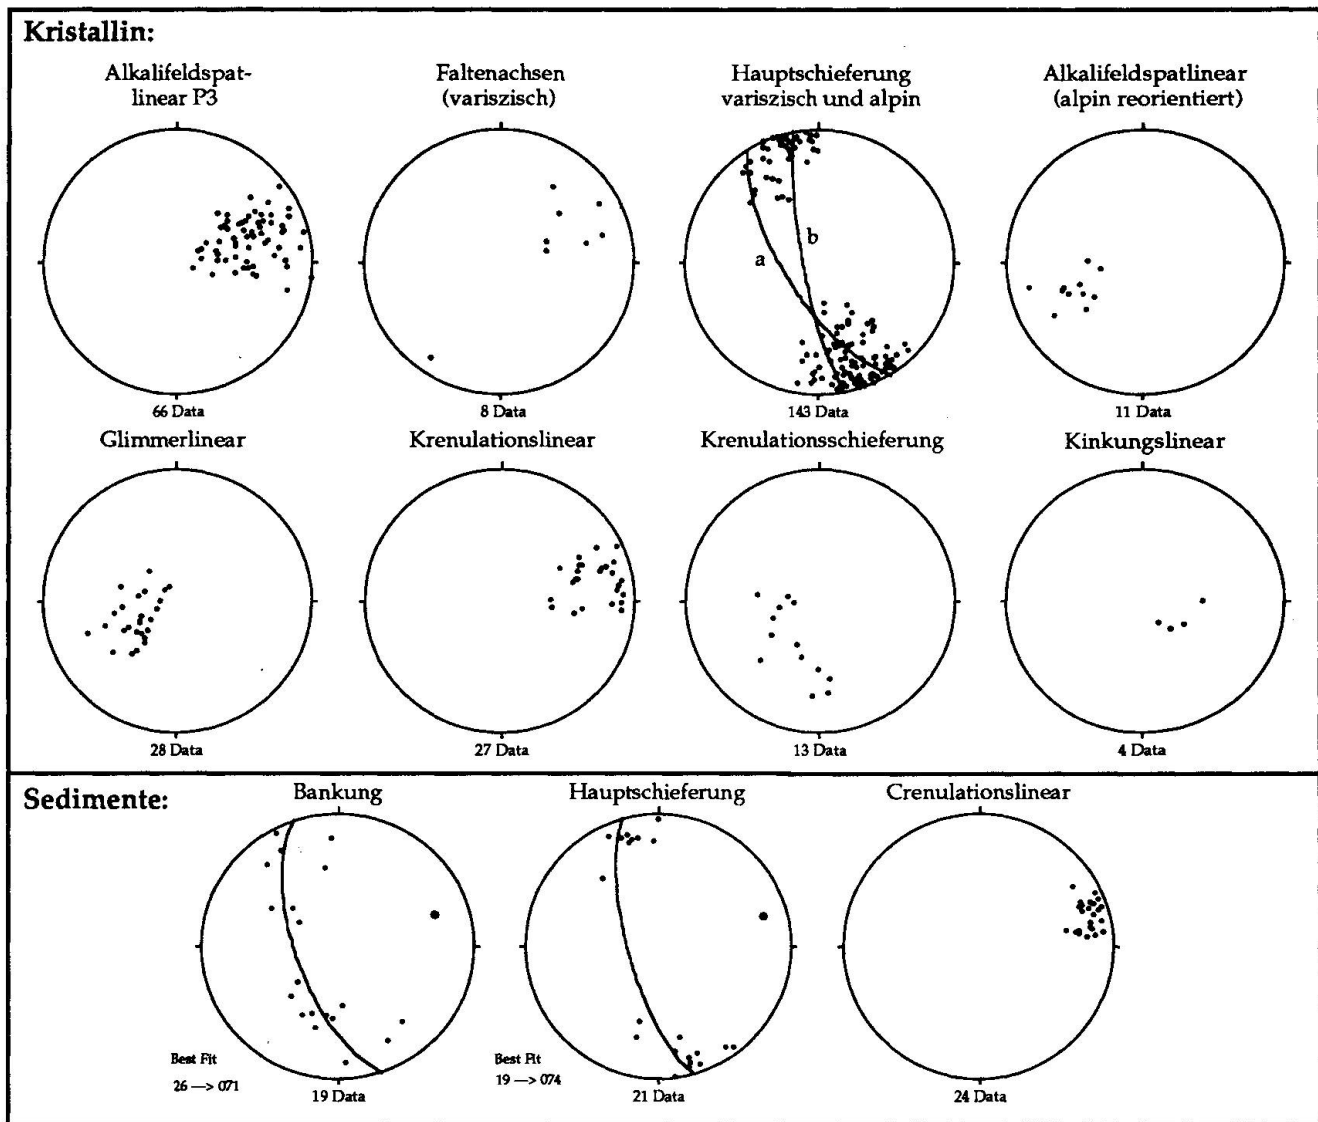 Kristallin:
Alkalifeldspat-
linear P3
Faltenachsen
(variszisch)
Hauptschieferung
variszisch und alpin
Alkalifeldspatlinear
(alpin reorientiert)
a
b
66 Data
8 Data
143 Data
11 Data
Glimmerlinear
Krenulationslinear
Krenulationsschieferung
Kinkungslinear
28 Data
27 Data
13 Data
4 Data
Sedimente:
Bankung
Hauptschieferung
Crenulationslinear
Best Fit
26 —> 071
19 Data
Best Fit
19 —> 074
21 Data
24 Data